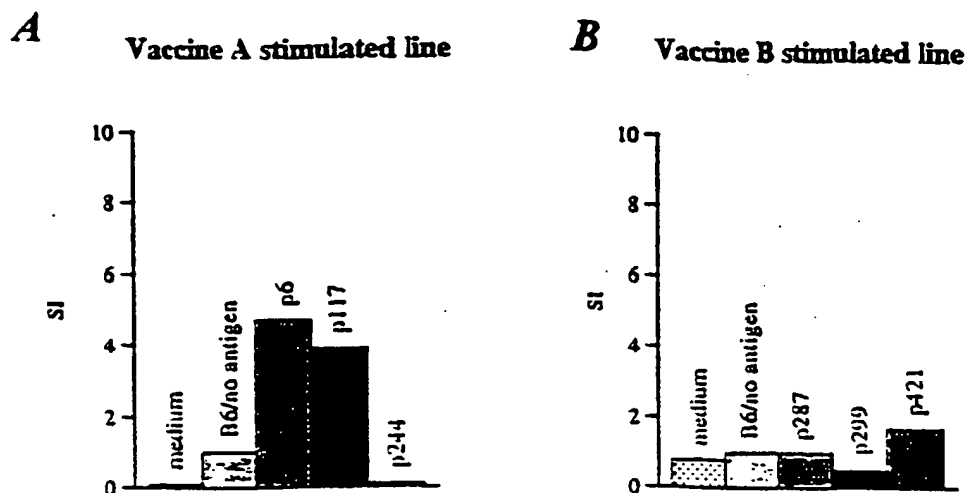 A
Vaccine A stimulated line
10
8
6
4
2
0
SI
medium
B6/no antigen
p6
p117
p244
B
Vaccine B stimulated line
10
8
6
4
2
0
SI
medium
B6/no antigen
p287
p299
p421